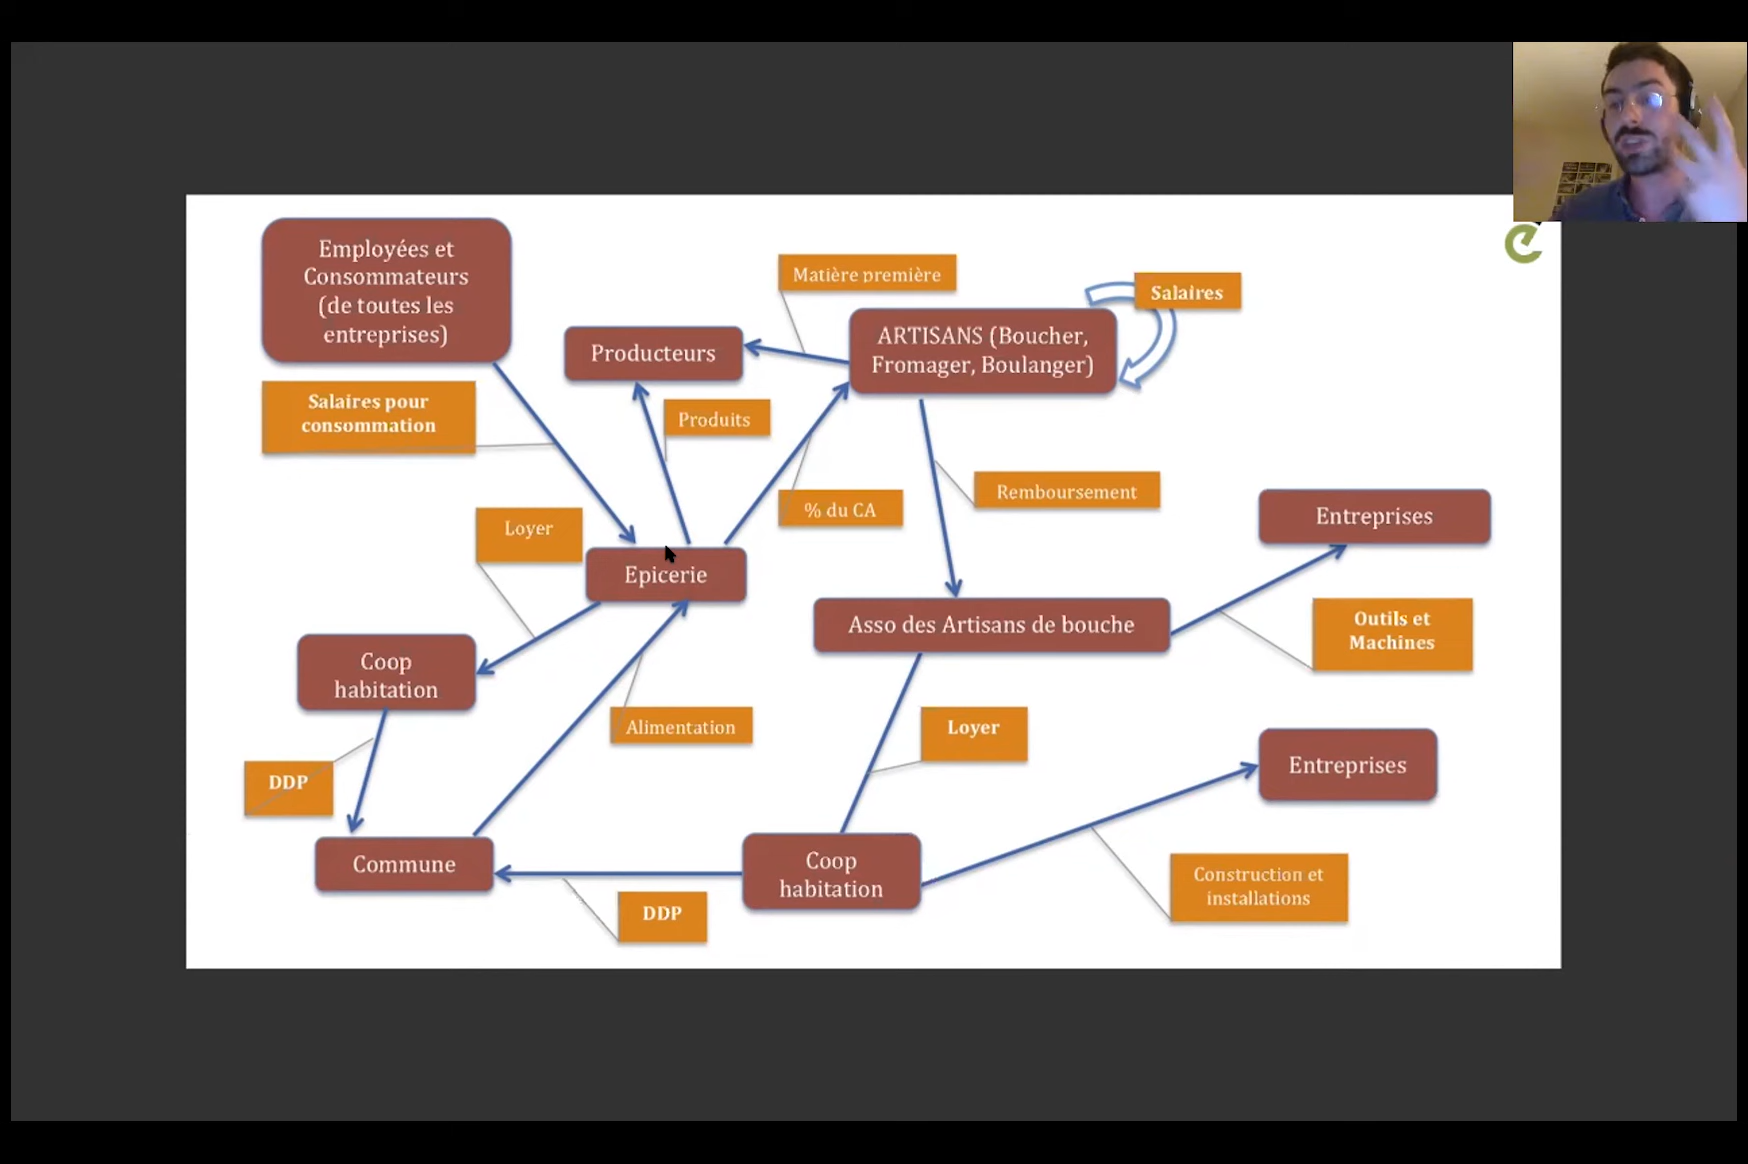 Employées et
Consommateurs
(de toutes les
entreprises)
Matière première
Salaires
Producteurs
ARTISANS (Boucher,
Fromager, Boulanger)
Salaires pour
consommation
Produits
% du CA
Remboursement
Entreprises
Loyer
Epicerie
Asso des Artisans de bouche
Outils et
Machines
Coop
habitation
Alimentation
Loyer
DDP
Entreprises
Commune
Coop
habitation
Construction et
installations
DDP